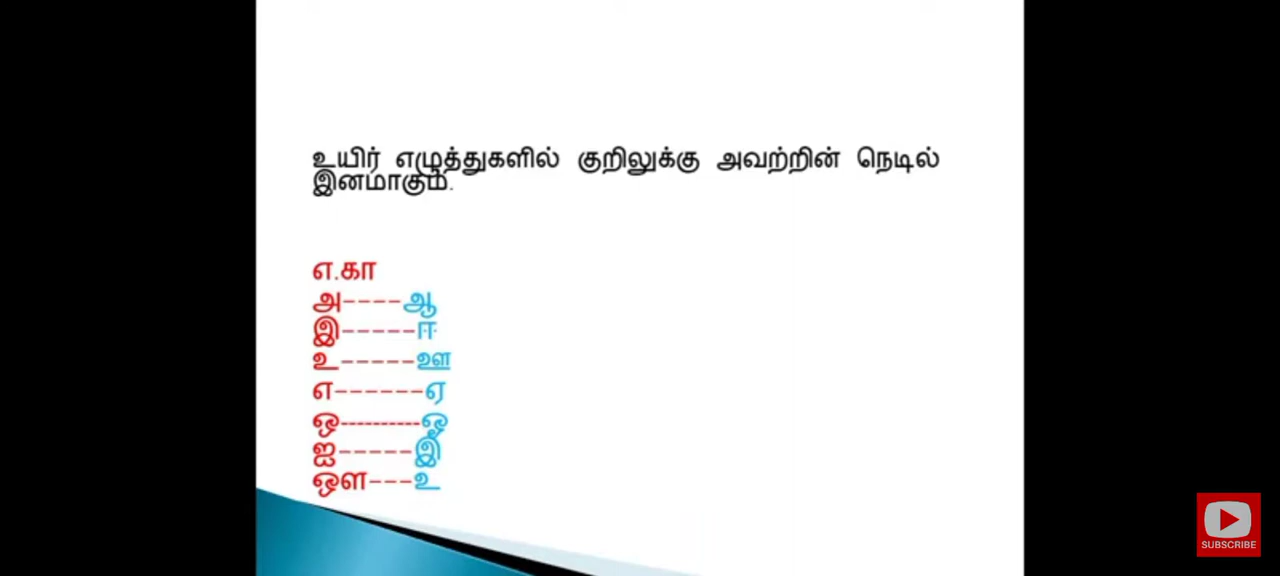 உயிர் எழுத்துகளில் குறிலுக்கு அவற்றின் நெடில்
இனமாகும்.
எ.கா
அ----ஆ
இ-----ஈ
உ-----ஊ
எ------ஏ
ஒ----------ஓ
ஐ-----இ
ஔ---உ
SUBSCRIBE